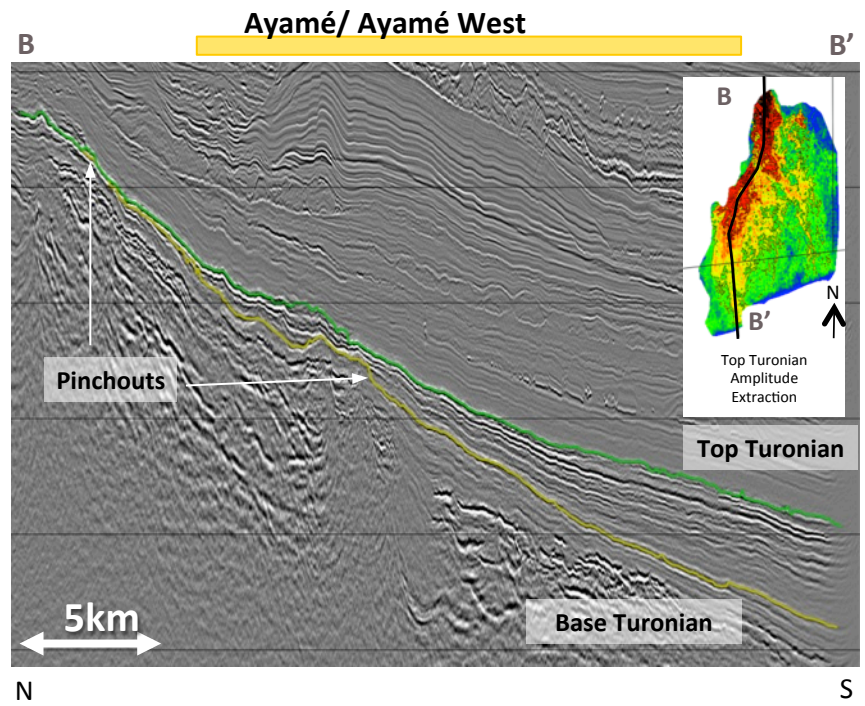 Ayamé/ Ayamé West
B
B’
B
N
B’
Top Turonian
Amplitude
Extraction
Pinchouts
Top Turonian
Base Turonian
5km
N
S